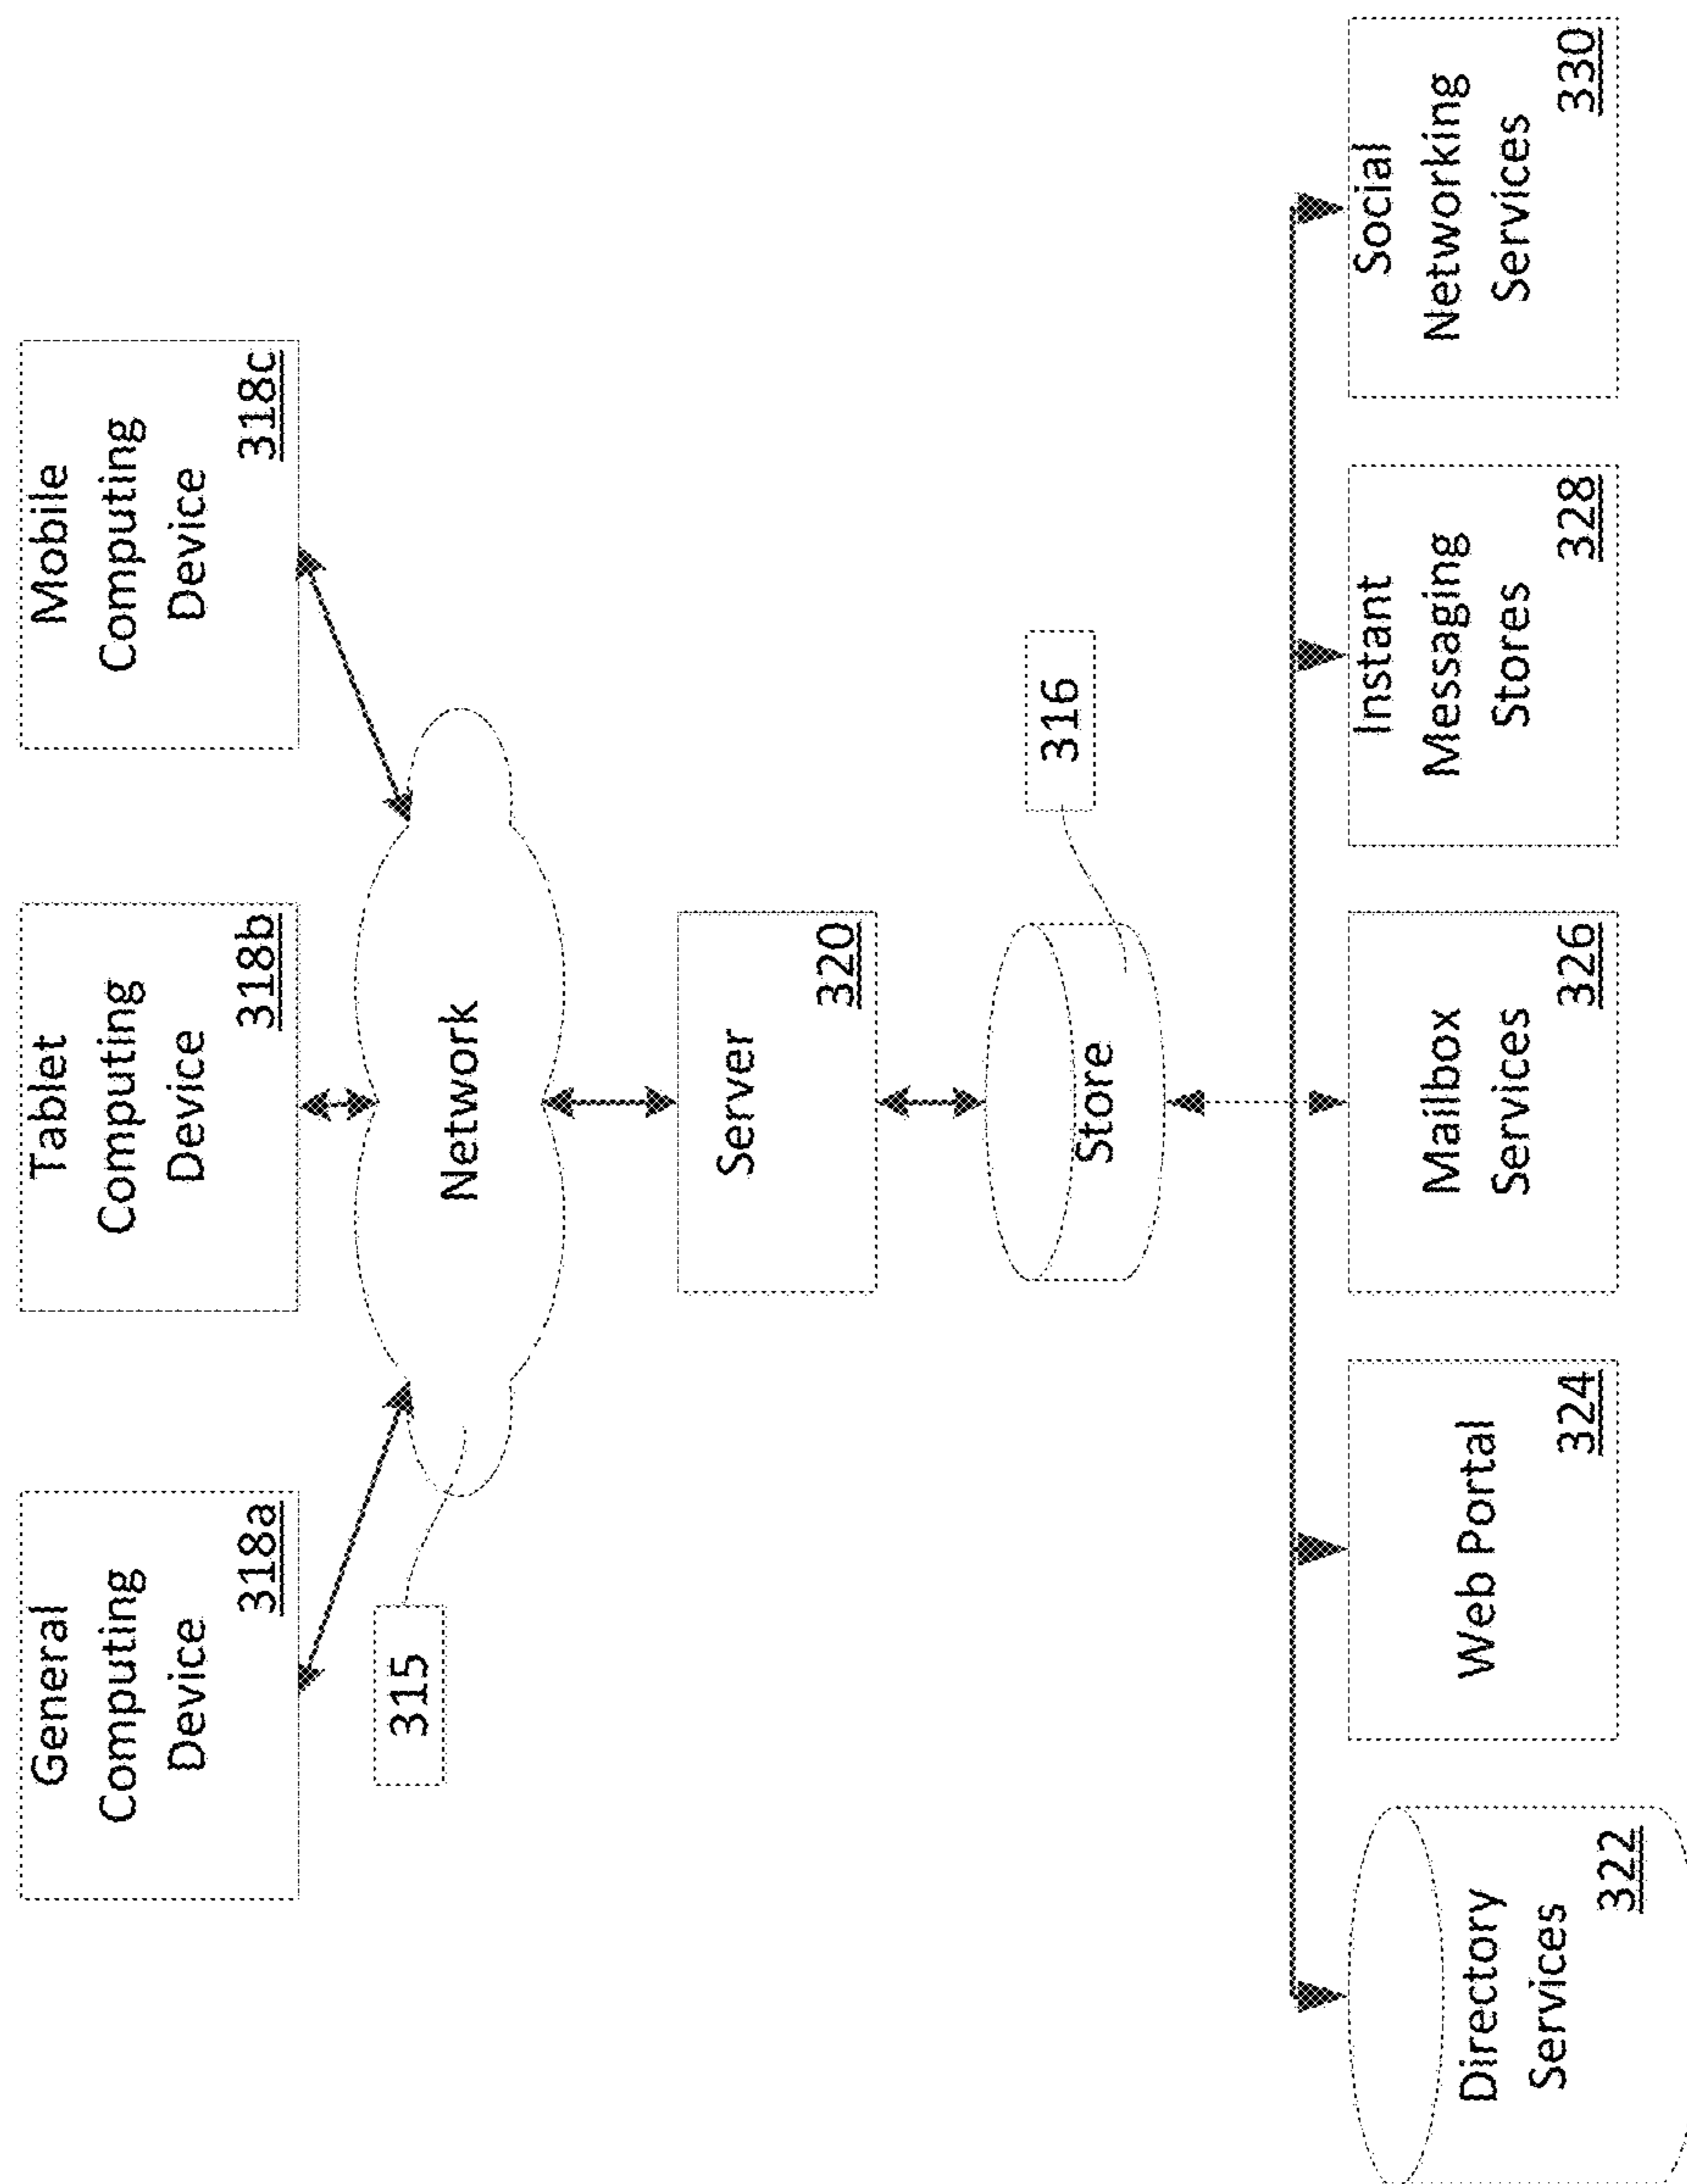 General
Computing
Device
318a
Tablet
Computing
Device
318b
Mobile
Computing
Device
318c
315
Network
Server
320
Store
316
Directory
Services
322
Web Portal
324
Mailbox
Services
326
Instant
Messaging
Stores
328
Social
Networking
Services
330